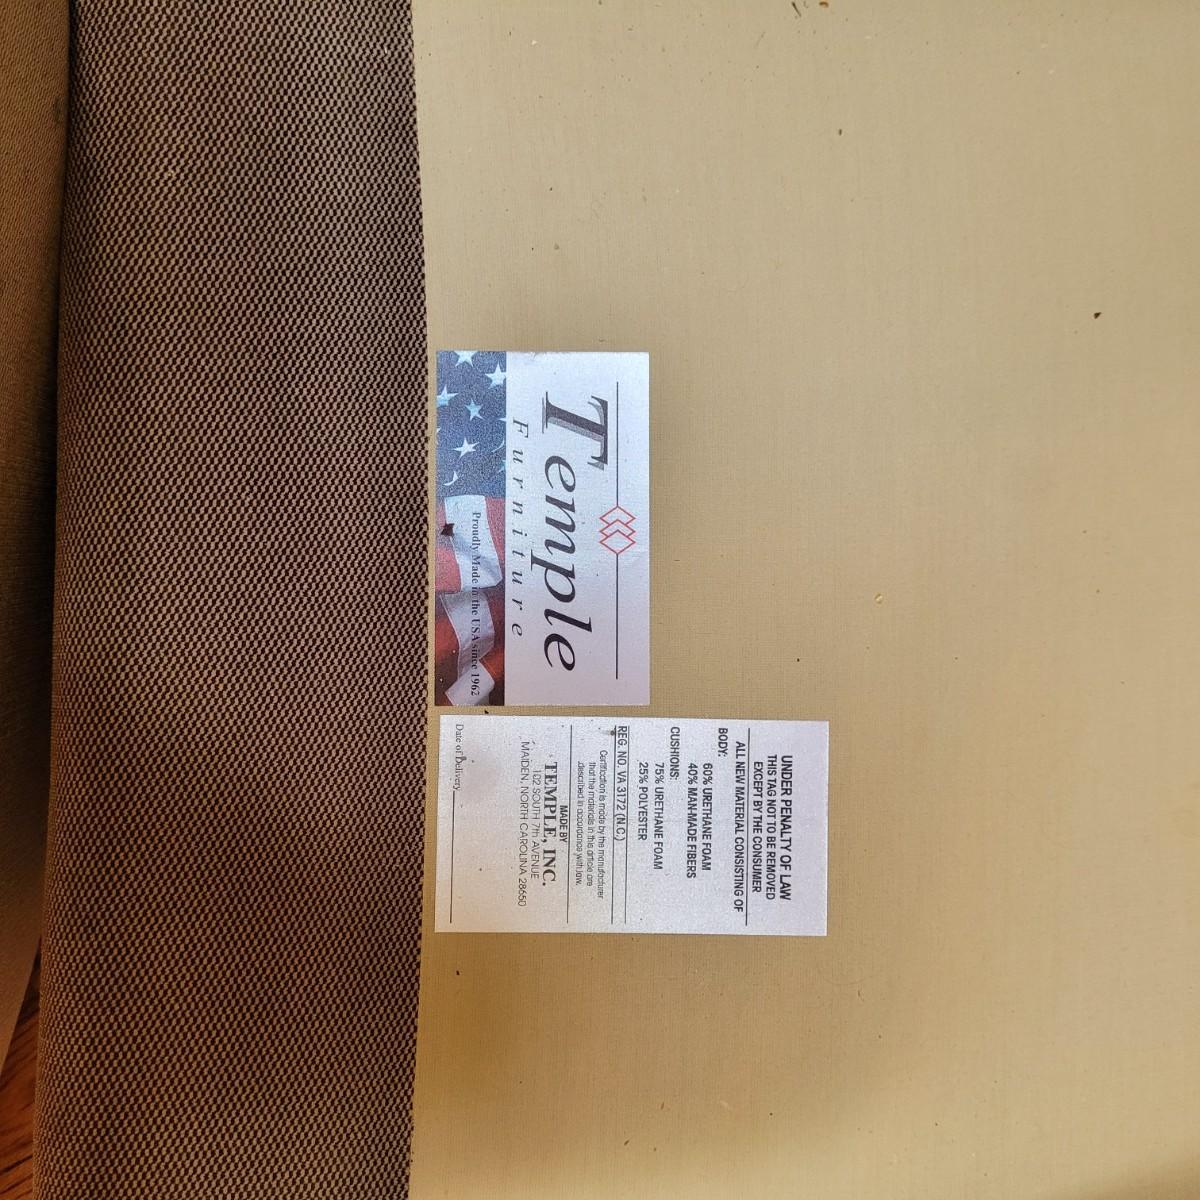 Temple
Furniture
Proudly Made in the USA since 1962
UNDER PENALTY OF LAW
THIS TAG NOT TO BE REMOVED
EXCEPT BY THE CONSUMER
ALL NEW MATERIAL CONSISTING OF
BODY:
60% URETHANE FOAM
40% MAN-MADE FIBERS
CUSHIONS:
75% URETHANE FOAM
25% POLYESTER
REG. NO. VA 3172 (N.C.)
Certification is made by the manufacturer
that the materials in this article are
described in accordance with law.
MADE BY
TEMPLE, INC.
102 SOUTH 7th AVENUE
MAIDEN, NORTH CAROLINA 28650
Date of Delivery